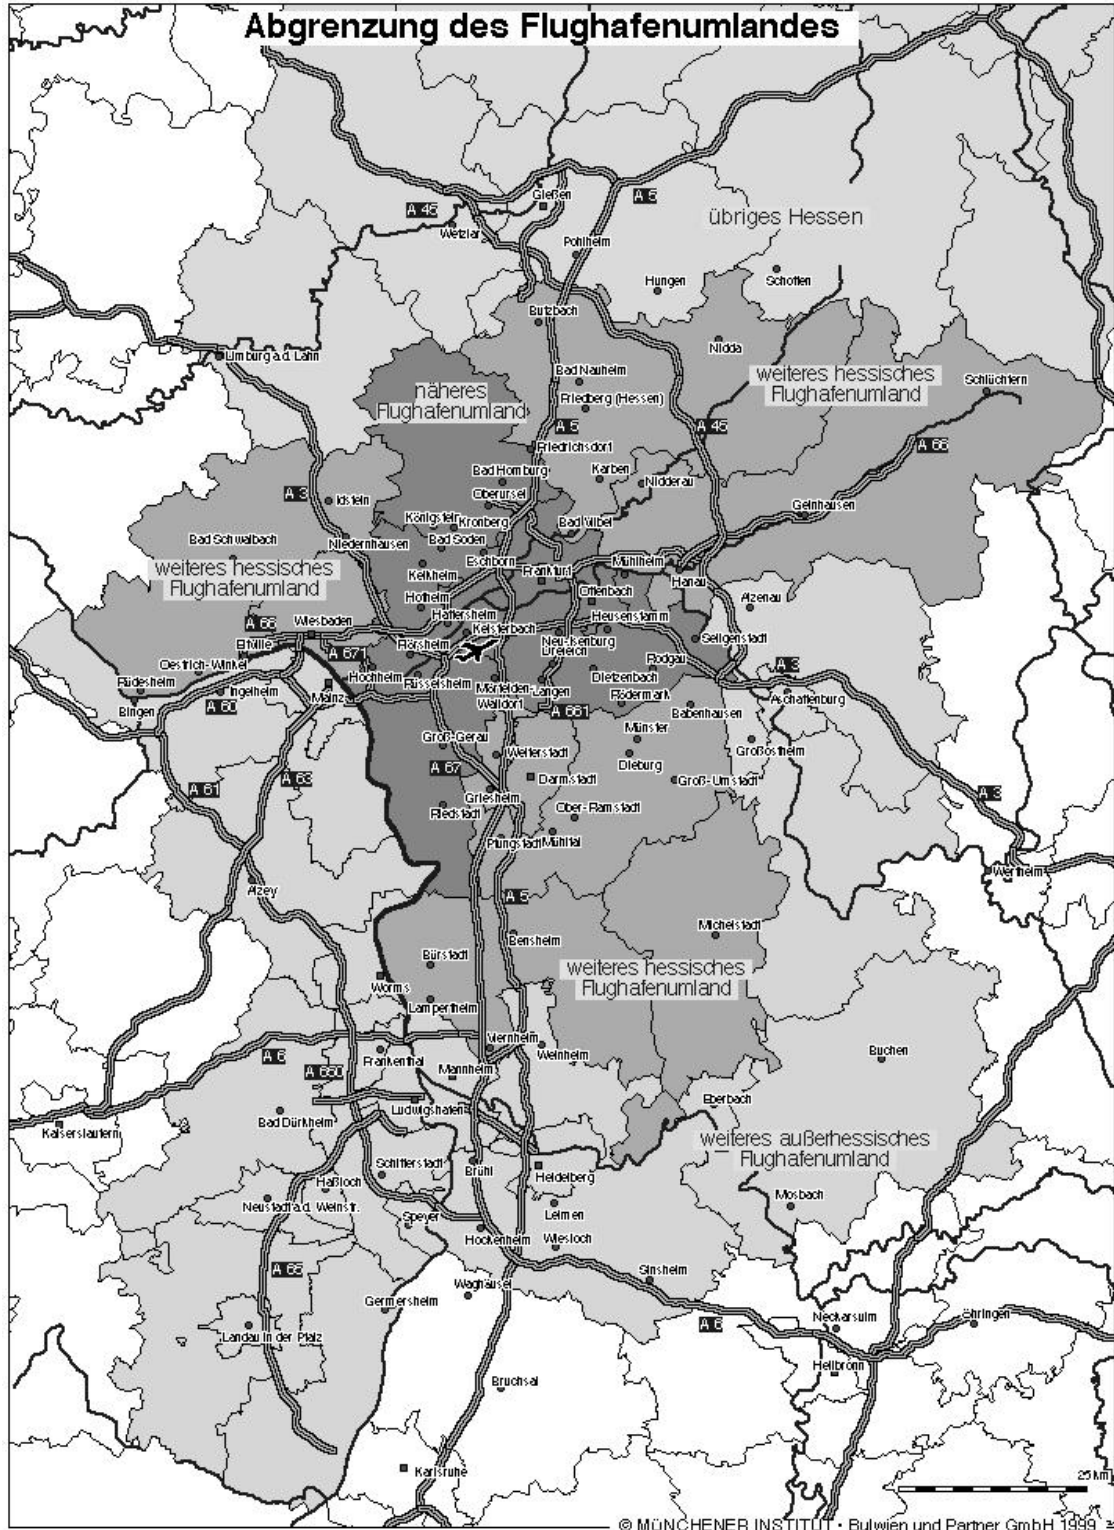 Abgrenzung des Flughafenumlandes
Gießen
A 5
A 45
übriges Hessen
Wetzlar
Pohlheim
Hungen
Schotten
Butzbach
Nidda
Limburg a.d. Lahn
Bad Nauheim
weiteres hessisches
Flughafenumland
Schlüchtern
näheres
Flughafenumland
Friedberg (Hessen)
A 5
A 45
A 66
Friedrichsdorf
Bad Homburg
Karben
Nidderau
A 3
Idstein
Oberursel
Gelnhausen
Königstein
Kronberg
Bad Vilbel
Bad Schwalbach
Niedernhausen
Bad Soden
Eschborn
Mühlheim
weiteres hessisches
Flughafenumland
Kelkheim
Frankfurt
Hanau
Hofheim
Offenbach
Alzenau
Hattersheim
Heusenstamm
A 66
Wiesbaden
Kelsterbach
Neu-Isenburg
Seligenstadt
Eltville
A 671
Flörsheim
Dreieich
Oestrich-Winkel
Hochheim
Rüsselsheim
Dietzenbach
Rodgau
A 3
Rüdesheim
Ingelheim
Mainz
Mörfelden
Walldorf
Langen
Rödermark
Aschaffenburg
Bingen
A 60
A 661
Babenhausen
Groß-Gerau
Münster
Weiterstadt
Großostheim
A 67
Dieburg
A 63
Darmstadt
Groß-Umstadt
A 61
Griesheim
A 3
Riedstadt
Ober-Ramstadt
Pfungstadt
Mühltal
Wertheim
Alzey
A 5
Michelstadt
Bensheim
Bürstadt
weiteres hessisches
Flughafenumland
Worms
Lampertheim
Viernheim
Weinheim
A 6
Frankenthal
Buchen
A 650
Mannheim
Ludwigshafen
Eberbach
Bad Dürkheim
Kaiserslautern
weiteres außerhessisches
Flughafenumland
Schifferstadt
Brühl
Heidelberg
Haßloch
Mosbach
Neustadt a.d. Weinstr.
Speyer
Leimen
Hockenheim
Wiesloch
A 65
Sinsheim
Waghäusel
Germersheim
A 6
Neckarsulm
Öhringen
Landau in der Pfalz
Heilbronn
Bruchsal
Karlsruhe
25 km
© MÜNCHENER INSTITUT · Bulwien und Partner GmbH 1999